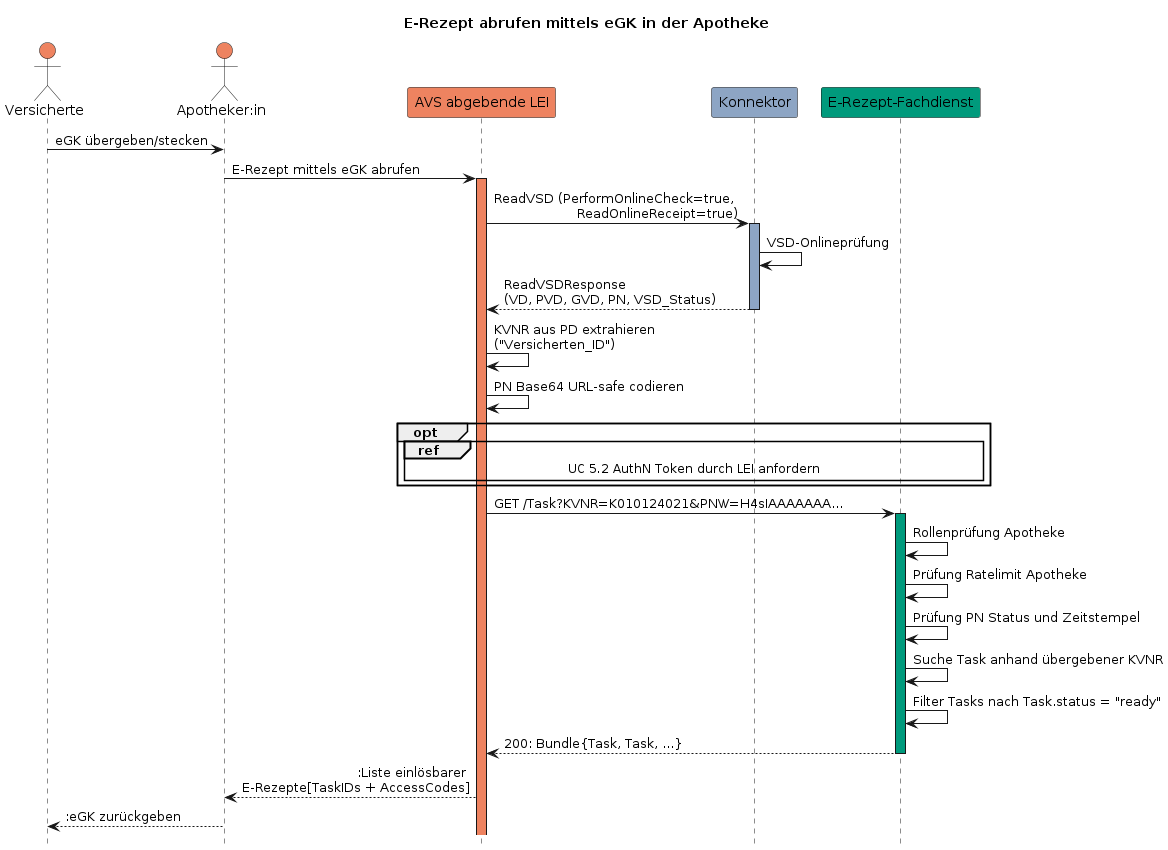 E-Rezept abrufen mittels eGK in der Apotheke
Versicherte
Apotheker:in
AVS abgebende LEI
Konnektor
E-Rezept-Fachdienst
eGK übergeben/stecken
E-Rezept mittels eGK abrufen
ReadVSD (PerformOnlineCheck=true,
ReadOnlineReceipt=true)
VSD-Onlineprüfung
ReadVSDResponse
(VD, PVD, GVD, PN, VSD_Status)
KVNR aus PD extrahieren
("Versicherten_ID")
PN Base64 URL-safe codieren
opt
ref
UC 5.2 AuthN Token durch LEI anfordern
GET /Task?KVNR=K010124021&PNW=H4sIAAAAAAA...
Rollenprüfung Apotheke
Prüfung Ratelimit Apotheke
Prüfung PN Status und Zeitstempel
Suche Task anhand übergebener KVNR
Filter Tasks nach Task.status = "ready"
200: Bundle{Task, Task, ...}
:Liste einlösbarer
E-Rezepte[TaskIDs + AccessCodes]
:eGK zurückgeben